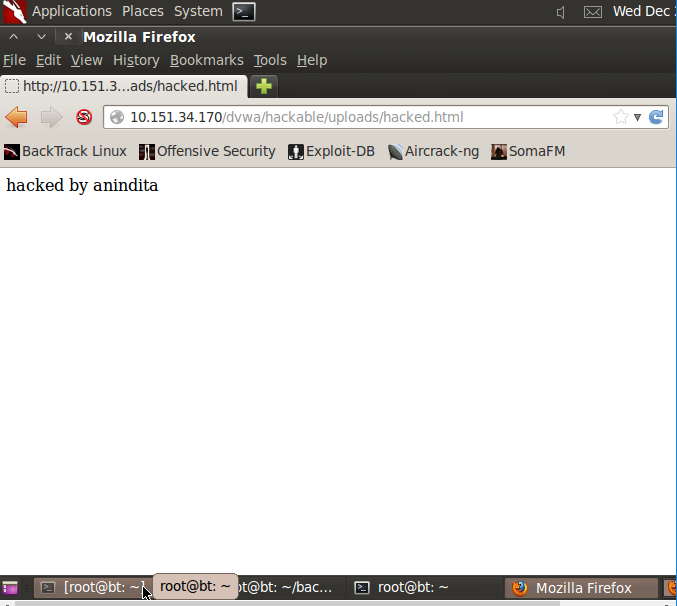 Applications Places System Wed Dec
Mozilla Firefox
File Edit View History Bookmarks Tools Help
http://10.151.3...ads/hacked.html
10.151.34.170/dvwa/hackable/uploads/hacked.html
BackTrack Linux Offensive Security Exploit-DB Aircrack-ng SomaFM
hacked by anindita
[root@bt: ~] root@bt: ~ ot@bt: ~/bac... root@bt: ~ Mozilla Firefox